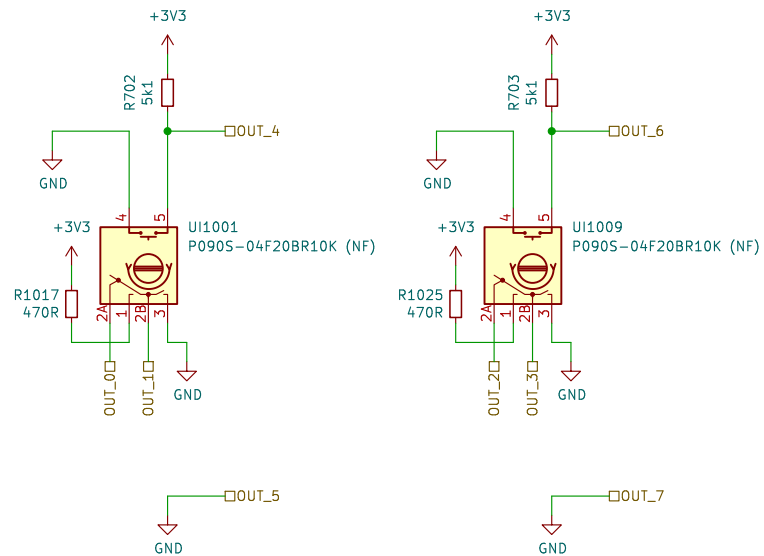 +3V3
R702
5k1
OUT_4
GND
4
5
+3V3
UI1001
P090S-04F20BR10K (NF)
R1017
470R
2A
1
2B
3
OUT_0
OUT_1
GND
OUT_5
GND
+3V3
R703
5k1
OUT_6
GND
4
5
+3V3
UI1009
P090S-04F20BR10K (NF)
R1025
470R
2A
1
2B
3
OUT_2
OUT_3
GND
OUT_7
GND